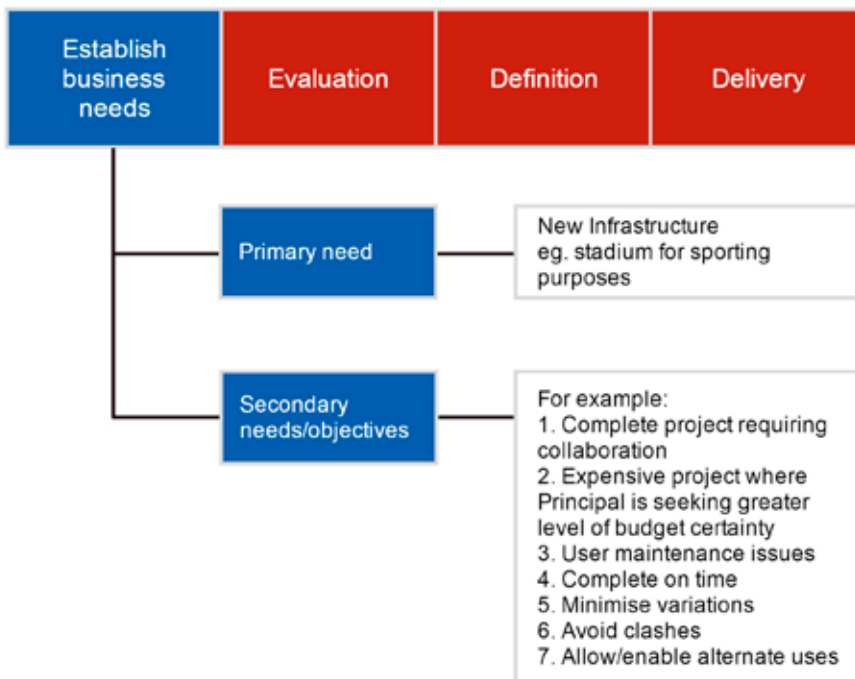 Establish
business
needs
Evaluation
Definition
Delivery
Primary need
New Infrastructure
eg. stadium for sporting
purposes
Secondary
needs/objectives
For example:
1. Complete project requiring
collaboration
2. Expensive project where
Principal is seeking greater
level of budget certainty
3. User maintenance issues
4. Complete on time
5. Minimise variations
6. Avoid clashes
7. Allow/enable alternate uses